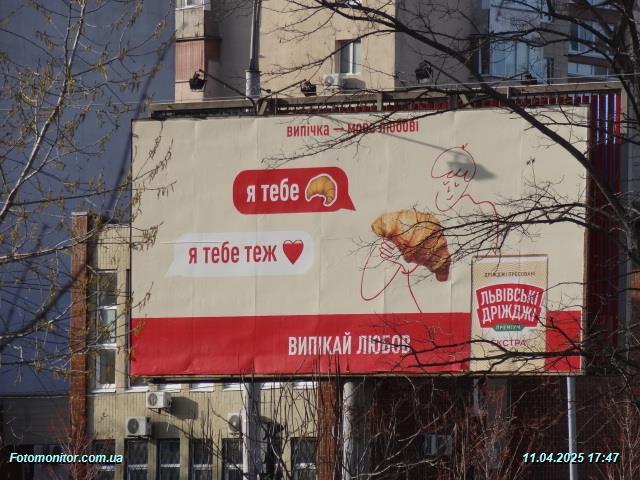 випічка — мова любові
я тебе
я тебе теж
ДРІЖДЖІ ПРЕСОВАНІ
ЛЬВІВСЬКІ
ДРІЖДЖІ
ПРЕМІУМ
ЕКСТРА
ВИПІКАЙ ЛЮБОВ
Fotomonitor.com.ua
11.04.2025 17:47